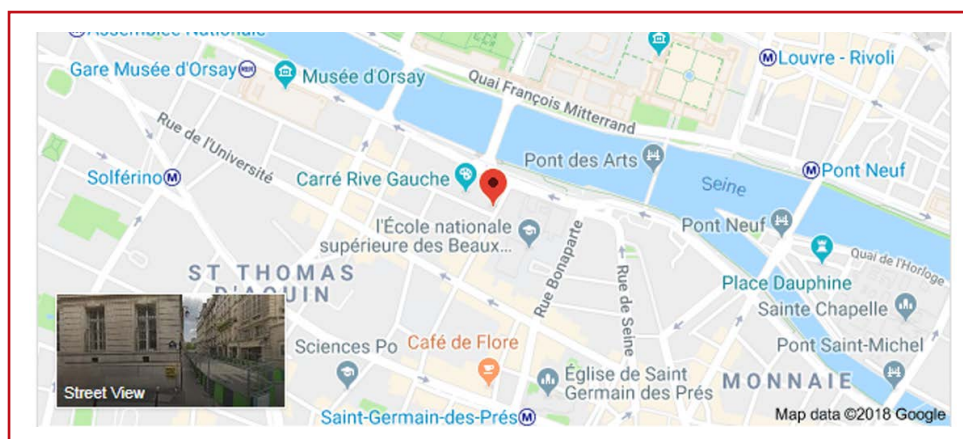 Assemblée Nationale
Louvre - Rivoli
Gare Musée d'Orsay
RER
Musée d'Orsay
Quai François Mitterrand
Rue de l'Université
Pont des Arts
Solférino
Carré Rive Gauche
Pont Neuf
Seine
l'École nationale
supérieure des Beaux...
Pont Neuf
Rue Bonaparte
Rue de Seine
Quai de l'Horloge
Place Dauphine
ST THOMAS
D'AQUIN
Sainte Chapelle
Sciences Po
Café de Flore
Pont Saint-Michel
Église de Saint
Germain des Prés
MONNAIE
Street View
Saint-Germain-des-Prés
Map data ©2018 Google